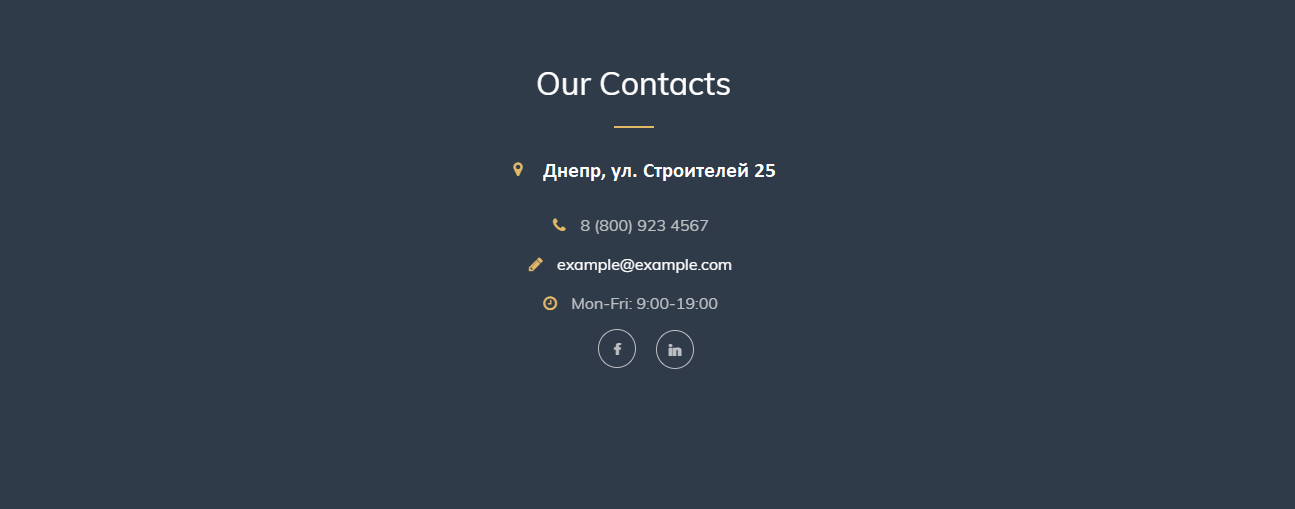 Our Contacts
Днепр, ул. Строителей 25
8 (800) 923 4567
example@example.com
Mon-Fri: 9:00-19:00